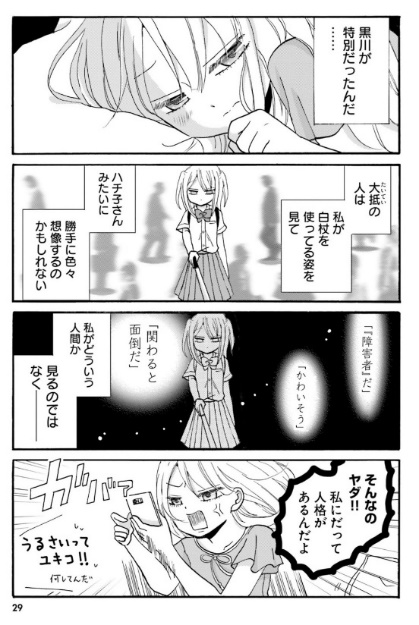 黒川が
特別だったんだ
……
大抵の
たいてい
人は
私が
白杖を
使ってる姿を
見て
ハチ子さん
みたいに
勝手に色々
想像するの
かもしれない
「『障害者』だ」
「かわいそう」
「関わると
面倒だ」
私がどういう
人間か
見るのでは
なく──
そんなの
ヤダ!!
私にだって
人格が
あるんだよ
ガバァー
うるさいって
ユキコ!!
何してんだ
29